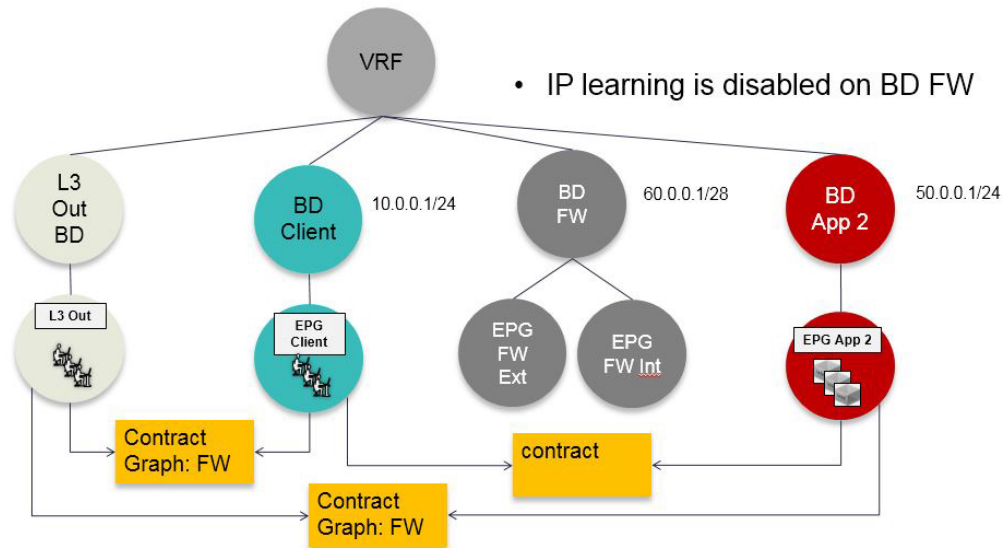 VRF
• IP learning is disabled on BD FW
L3
Out
BD
BD
Client
10.0.0.1/24
BD
FW
60.0.0.1/28
BD
App 2
50.0.0.1/24
L3 Out
EPG
Client
EPG
FW
Ext
EPG
FW Int
EPG App 2
Contract
Graph: FW
contract
Contract
Graph: FW